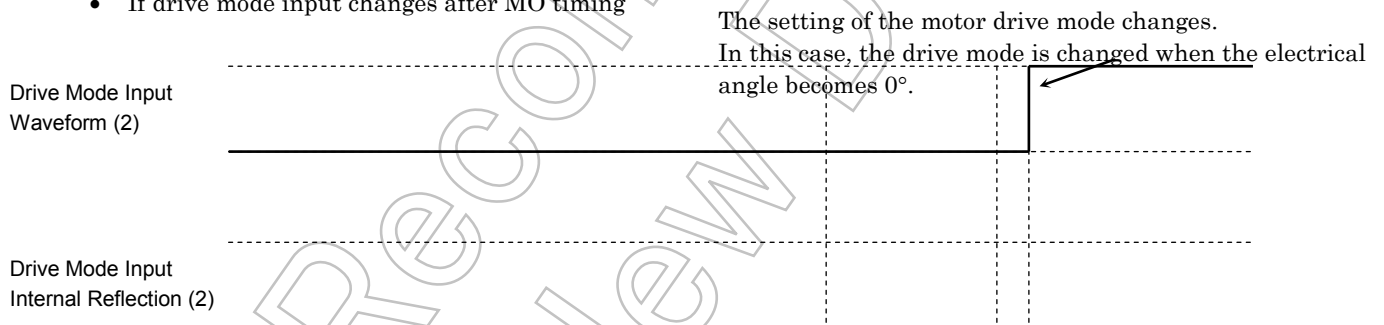 • If drive mode input changes after MO timing
The setting of the motor drive mode changes.
In this case, the drive mode is changed when the electrical
angle becomes 0°.
Drive Mode Input
Waveform (2)
Drive Mode Input
Internal Reflection (2)
Recom
New D